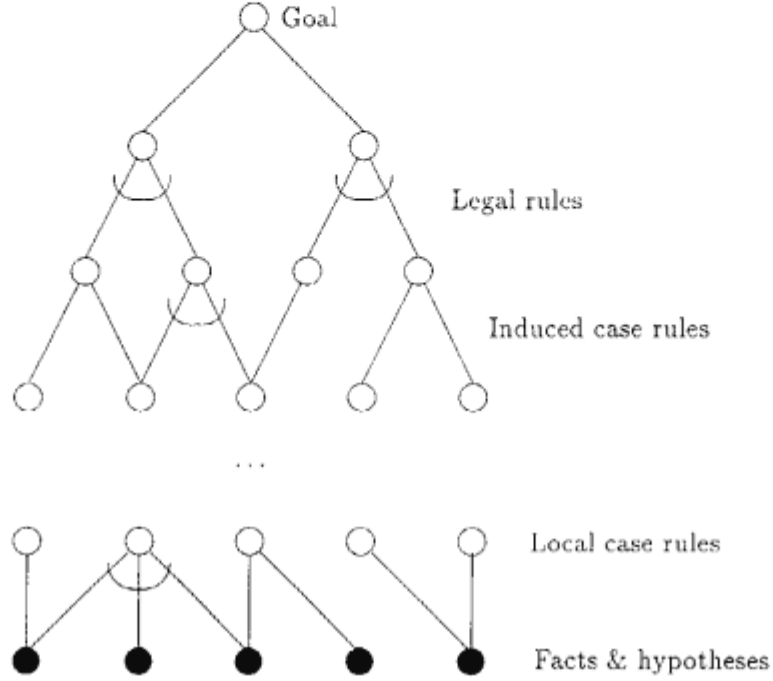 Goal
Legal rules
Induced case rules
...
Local case rules
Facts & hypotheses